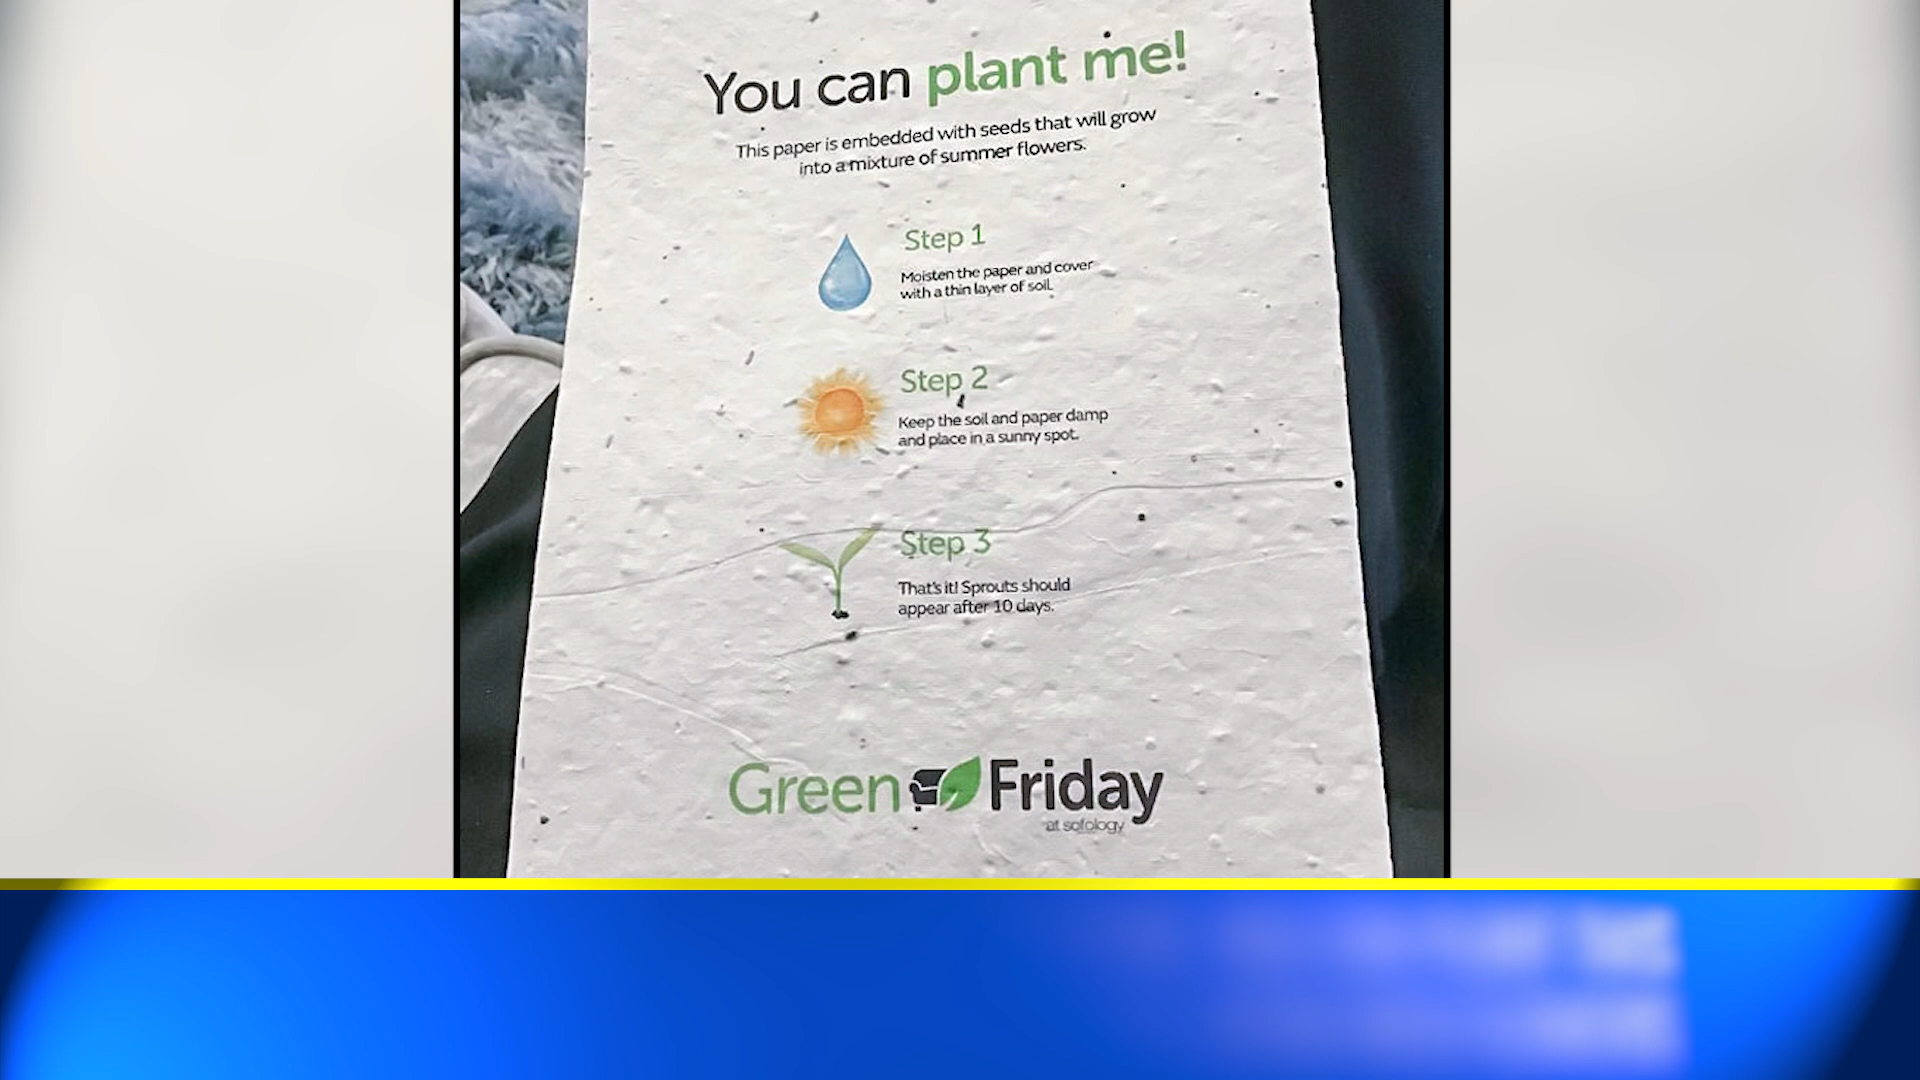 You can plant me!
This paper is embedded with seeds that will grow
into a mixture of summer flowers.
Step 1
Moisten the paper and cover
with a thin layer of soil.
Step 2
Keep the soil and paper damp
and place in a sunny spot.
Step 3
That's it! Sprouts should
appear after 10 days.
Green Friday
at sofology